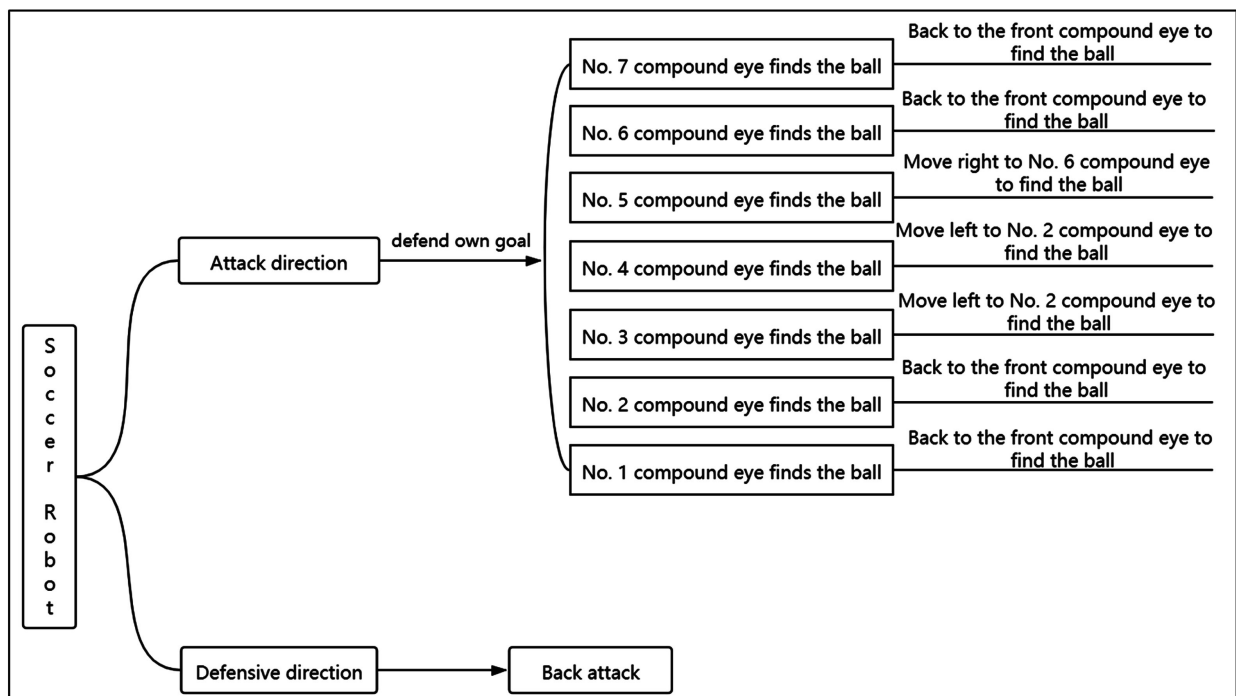 Back to the front compound eye to
find the ball
No. 7 compound eye finds the ball
Back to the front compound eye to
find the ball
No. 6 compound eye finds the ball
Move right to No. 6 compound eye
to find the ball
No. 5 compound eye finds the ball
defend own goal
Attack direction
Move left to No. 2 compound eye to
find the ball
No. 4 compound eye finds the ball
Move left to No. 2 compound eye to
find the ball
No. 3 compound eye finds the ball
Soccer Robot
Back to the front compound eye to
find the ball
No. 2 compound eye finds the ball
Back to the front compound eye to
find the ball
No. 1 compound eye finds the ball
Defensive direction
Back attack